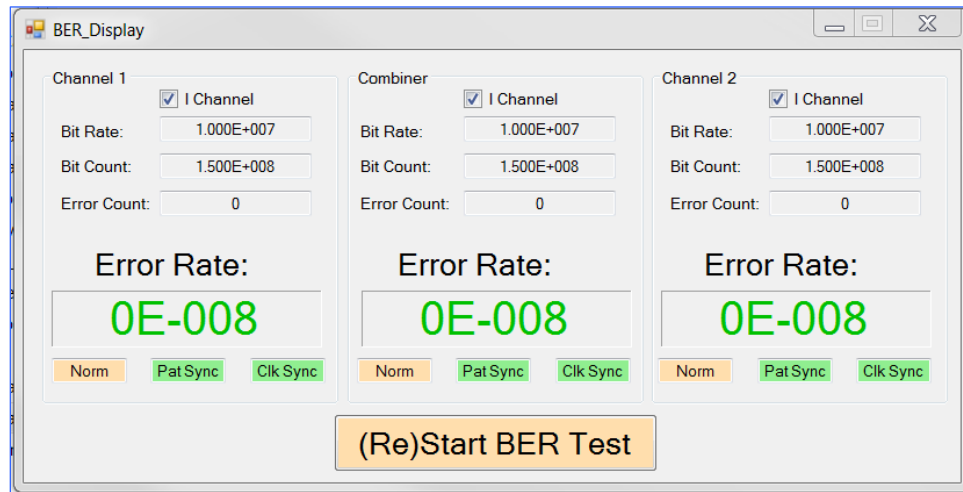 BER_Display
Channel 1
I Channel
Bit Rate: 1.000E+007
Bit Count: 1.500E+008
Error Count: 0
Error Rate:
0E-008
Norm Pat Sync Clk Sync
Combiner
I Channel
Bit Rate: 1.000E+007
Bit Count: 1.500E+008
Error Count: 0
Error Rate:
0E-008
Norm Pat Sync Clk Sync
Channel 2
I Channel
Bit Rate: 1.000E+007
Bit Count: 1.500E+008
Error Count: 0
Error Rate:
0E-008
Norm Pat Sync Clk Sync
(Re)Start BER Test